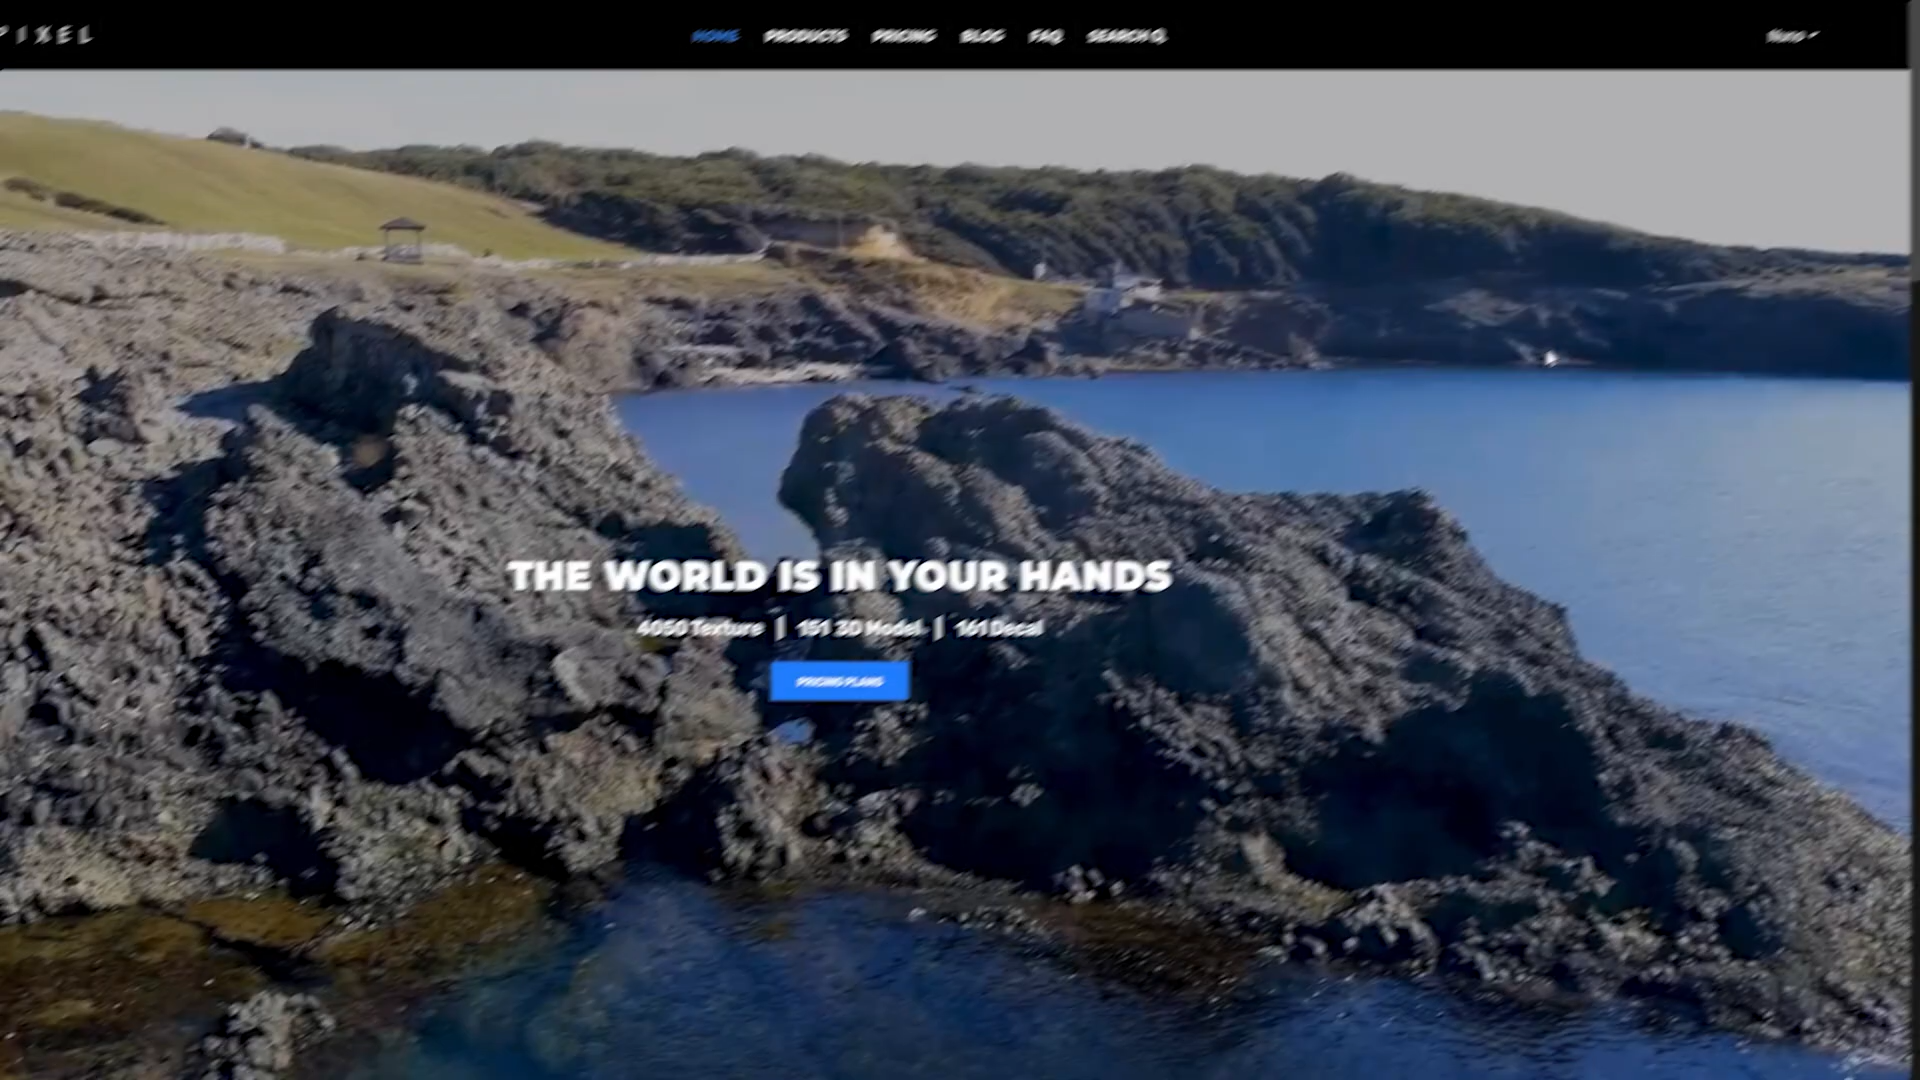 PIXEL
HOME PRODUCTS PRICING BLOG FAQ SEARCH
THE WORLD IS IN YOUR HANDS
4050 Texture | 151 3D Model | 161 Decal
PRICING PLANS